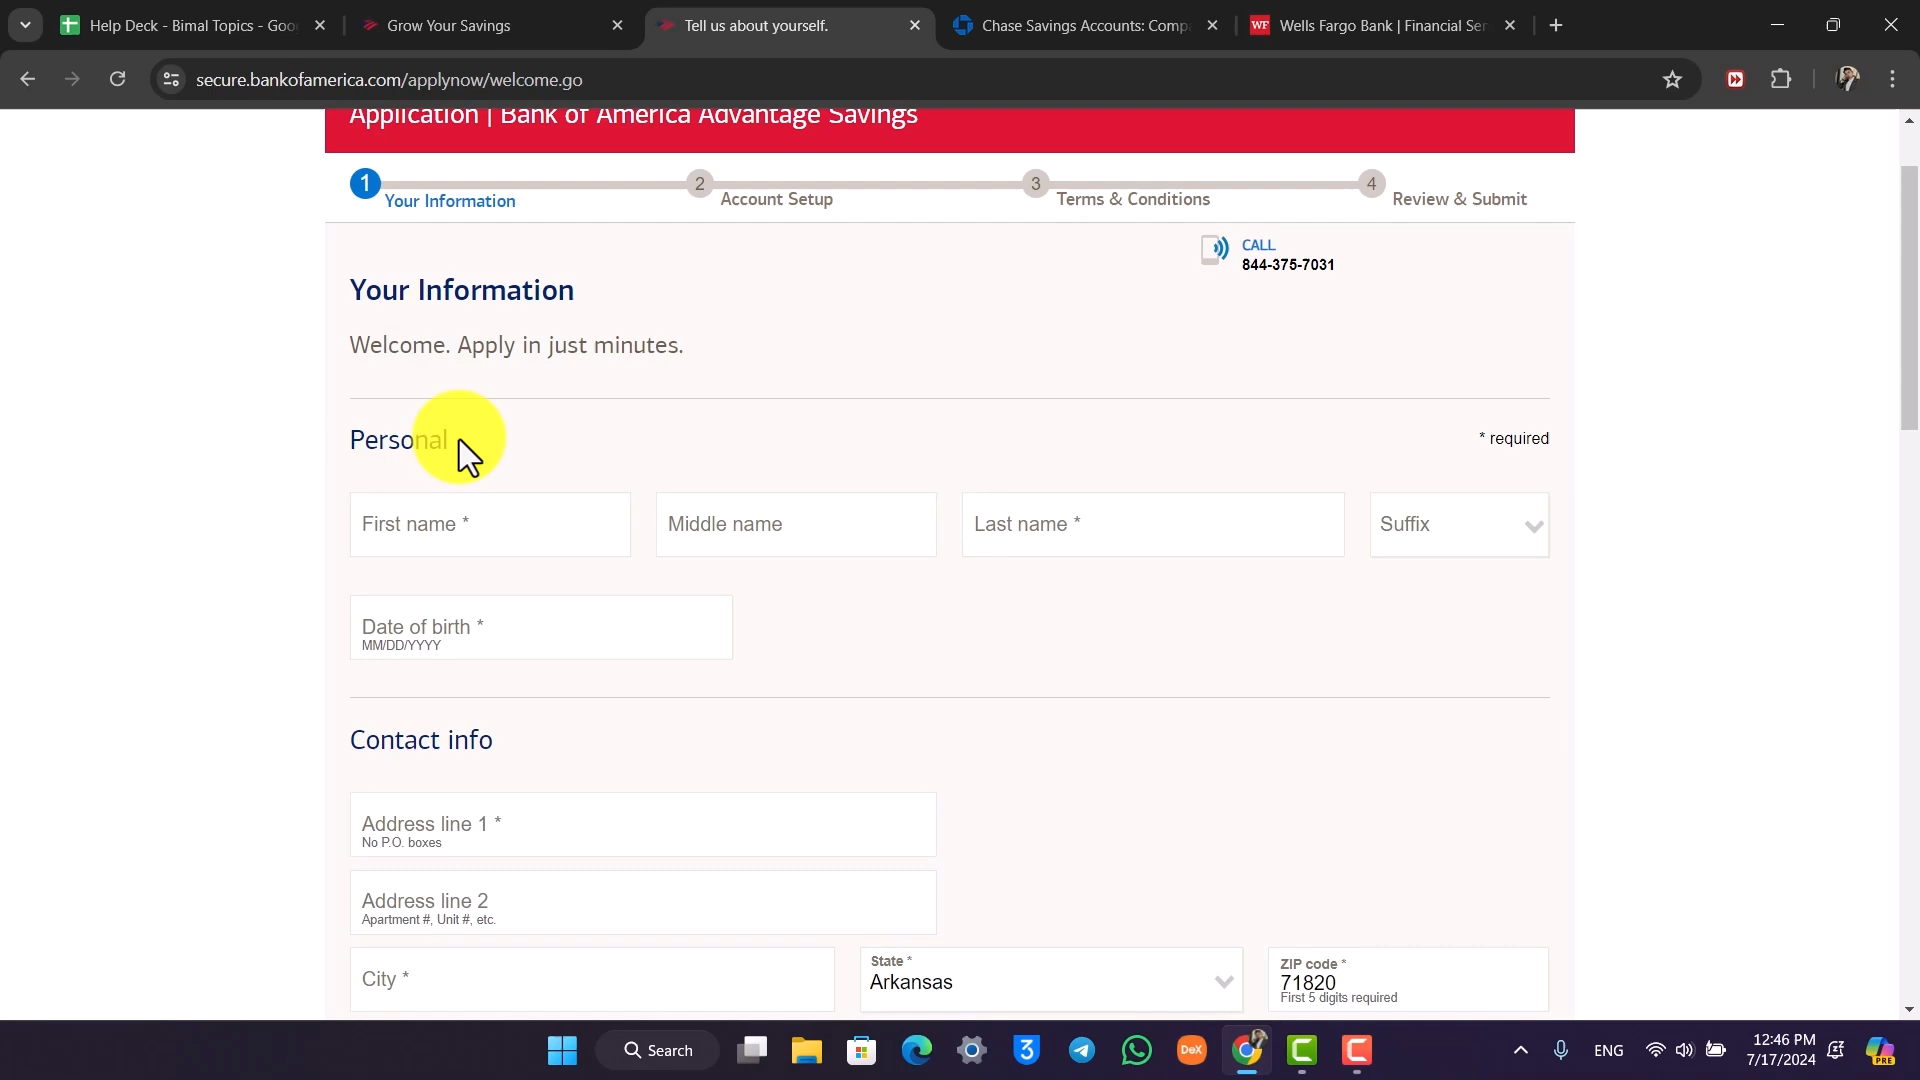 Help Deck - Bimal Topics - Goo
Grow Your Savings
Tell us about yourself.
Chase Savings Accounts: Comp
WF
Wells Fargo Bank | Financial Ser
secure.bankofamerica.com/applynow/welcome.go
Application | Bank of America Advantage Savings
1
Your Information
2
Account Setup
3
Terms & Conditions
4
Review & Submit
CALL
844-375-7031
Your Information
Welcome. Apply in just minutes.
Personal
* required
First name *
Middle name
Last name *
Suffix
Date of birth *
MM/DD/YYYY
Contact info
Address line 1 *
No P.O. boxes
Address line 2
Apartment #, Unit #, etc.
City *
State *
Arkansas
ZIP code *
71820
First 5 digits required
Search
3
DeX
ENG
12:46 PM
7/17/2024
PRE